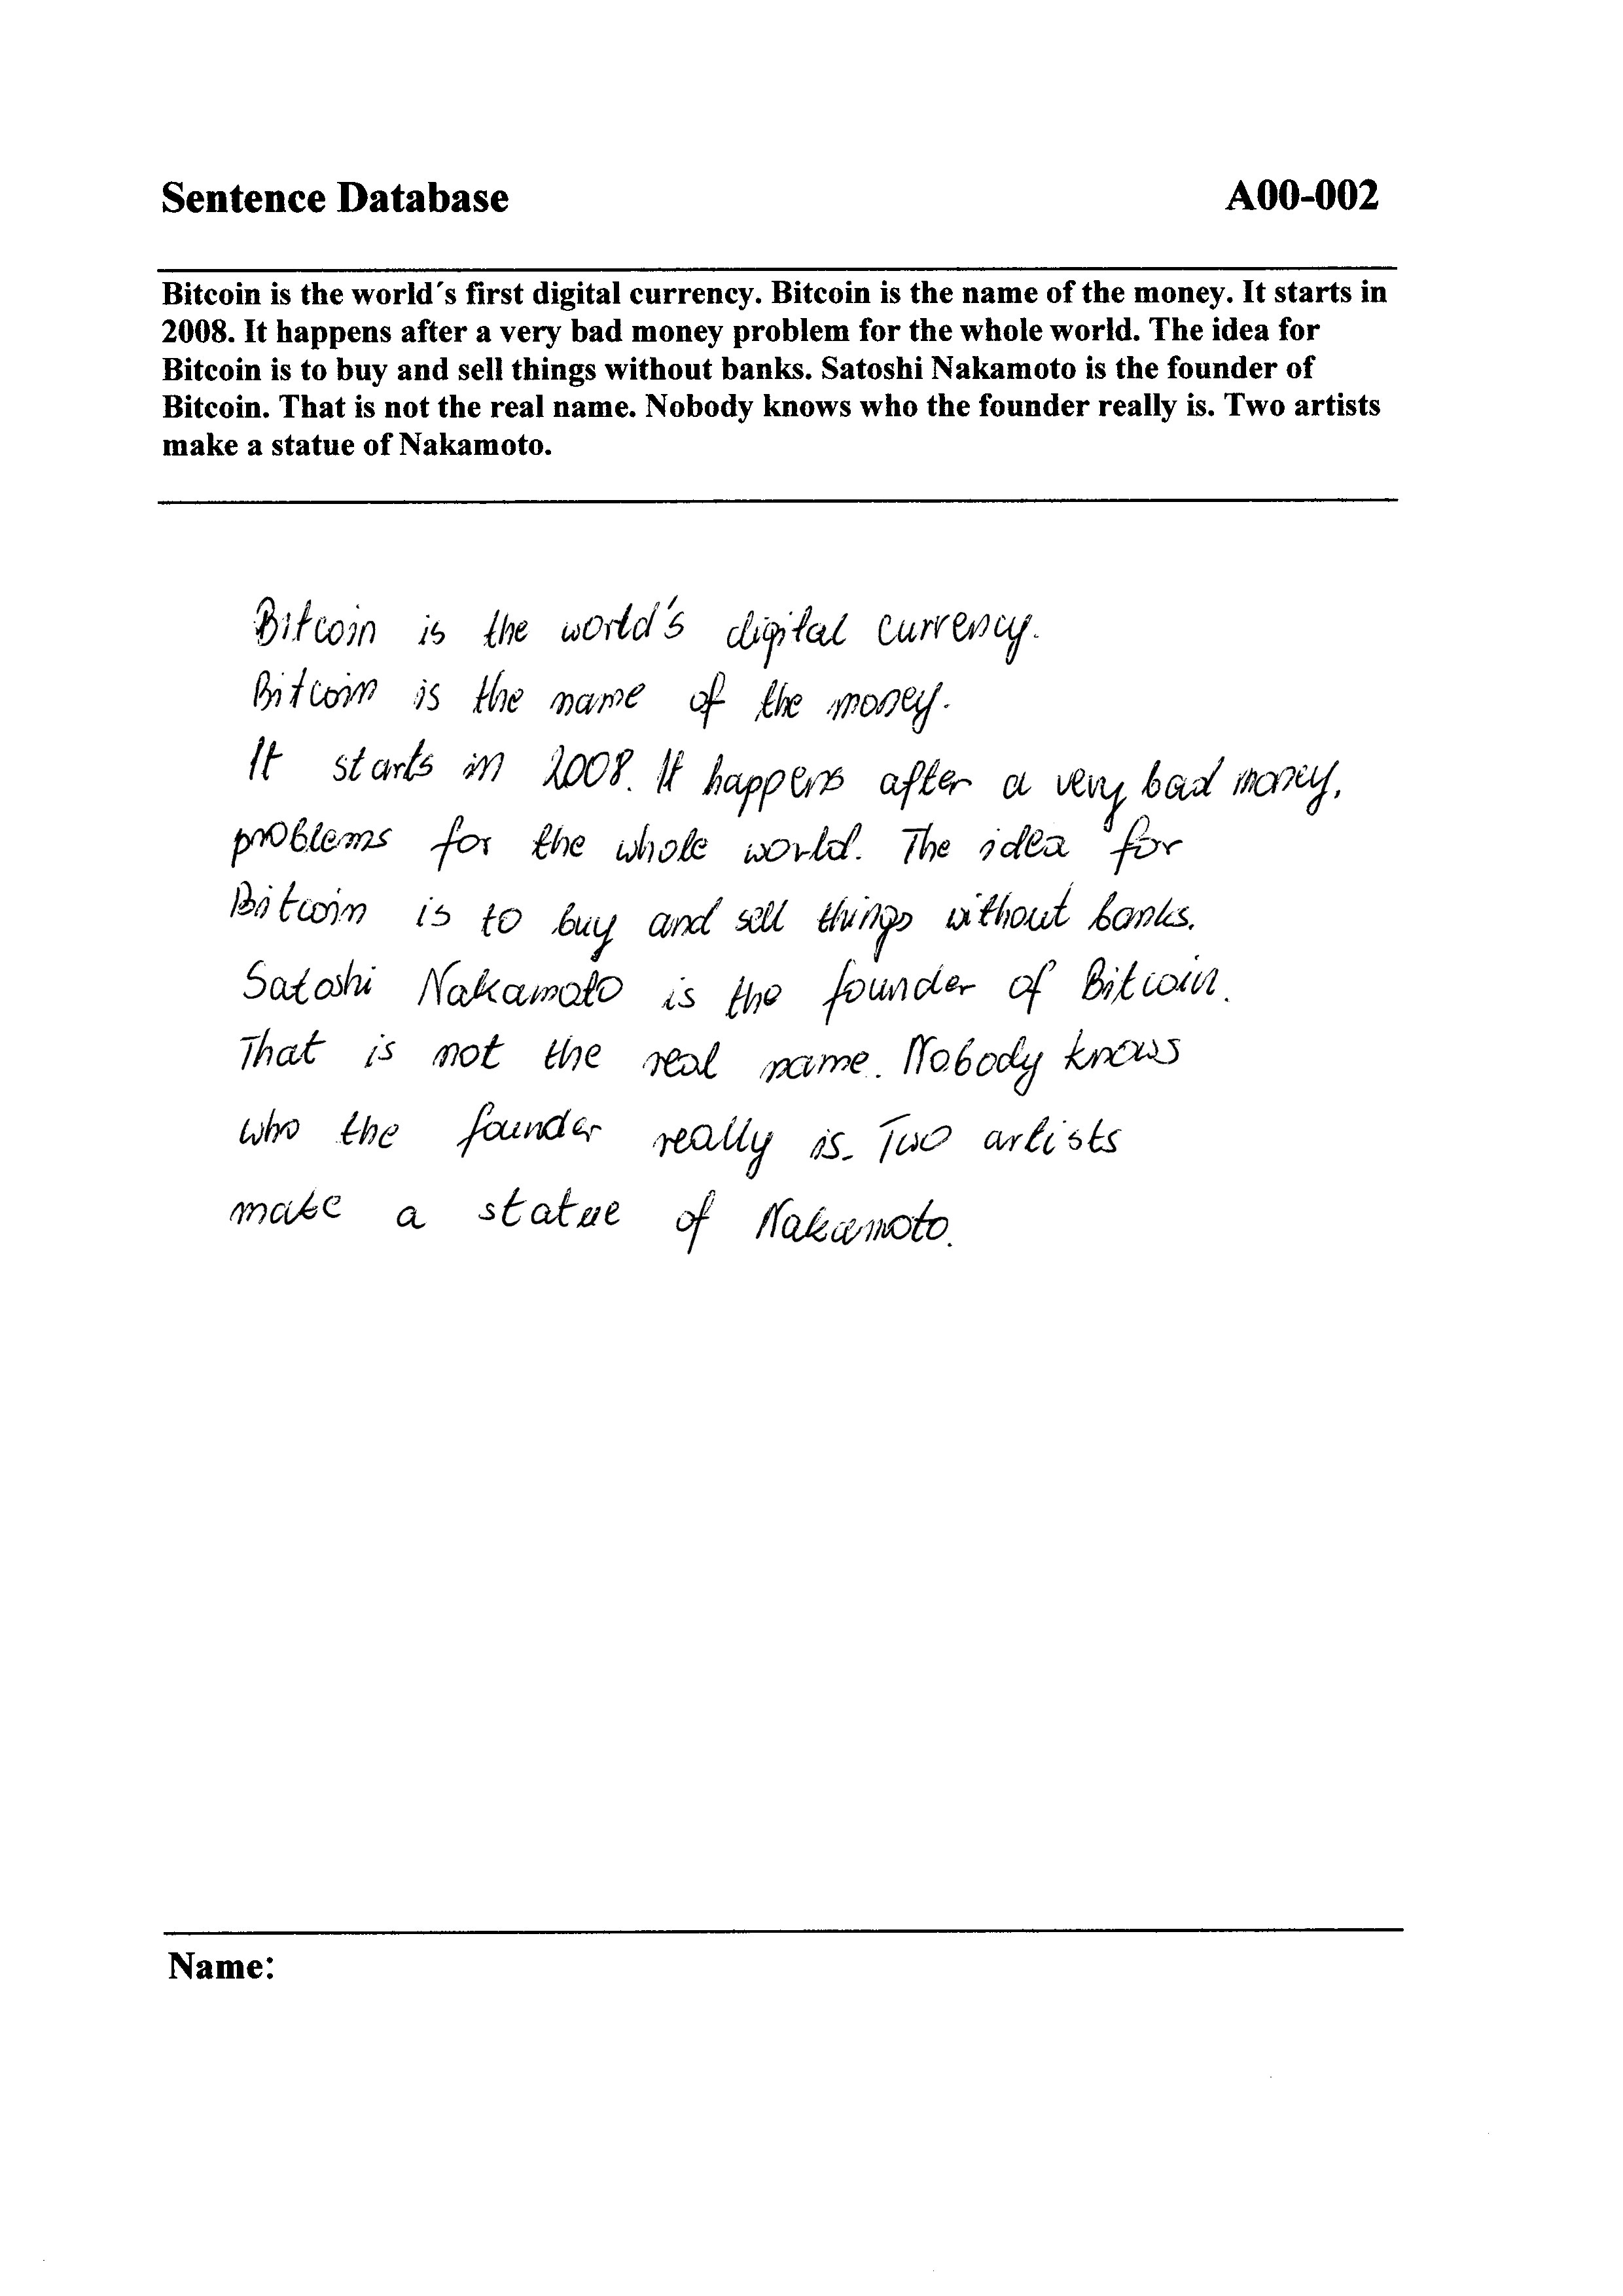 Sentence Database A00-002
Bitcoin is the world´s first digital currency. Bitcoin is the name of the money. It starts in
2008. It happens after a very bad money problem for the whole world. The idea for
Bitcoin is to buy and sell things without banks. Satoshi Nakamoto is the founder of
Bitcoin. That is not the real name. Nobody knows who the founder really is. Two artists
make a statue of Nakamoto.
Bitcoin is the world's digital currency.
Bitcoin is the name of the money.
It starts in 2008. It happens after a very bad money,
problems for the whole world. The idea for
Bitcoin is to buy and sell things without banks.
Satoshi Nakamoto is the founder of Bitcoin.
That is not the real name. Nobody knows
who the founder really is. Two artists
make a statue of Nakamoto.
Name: